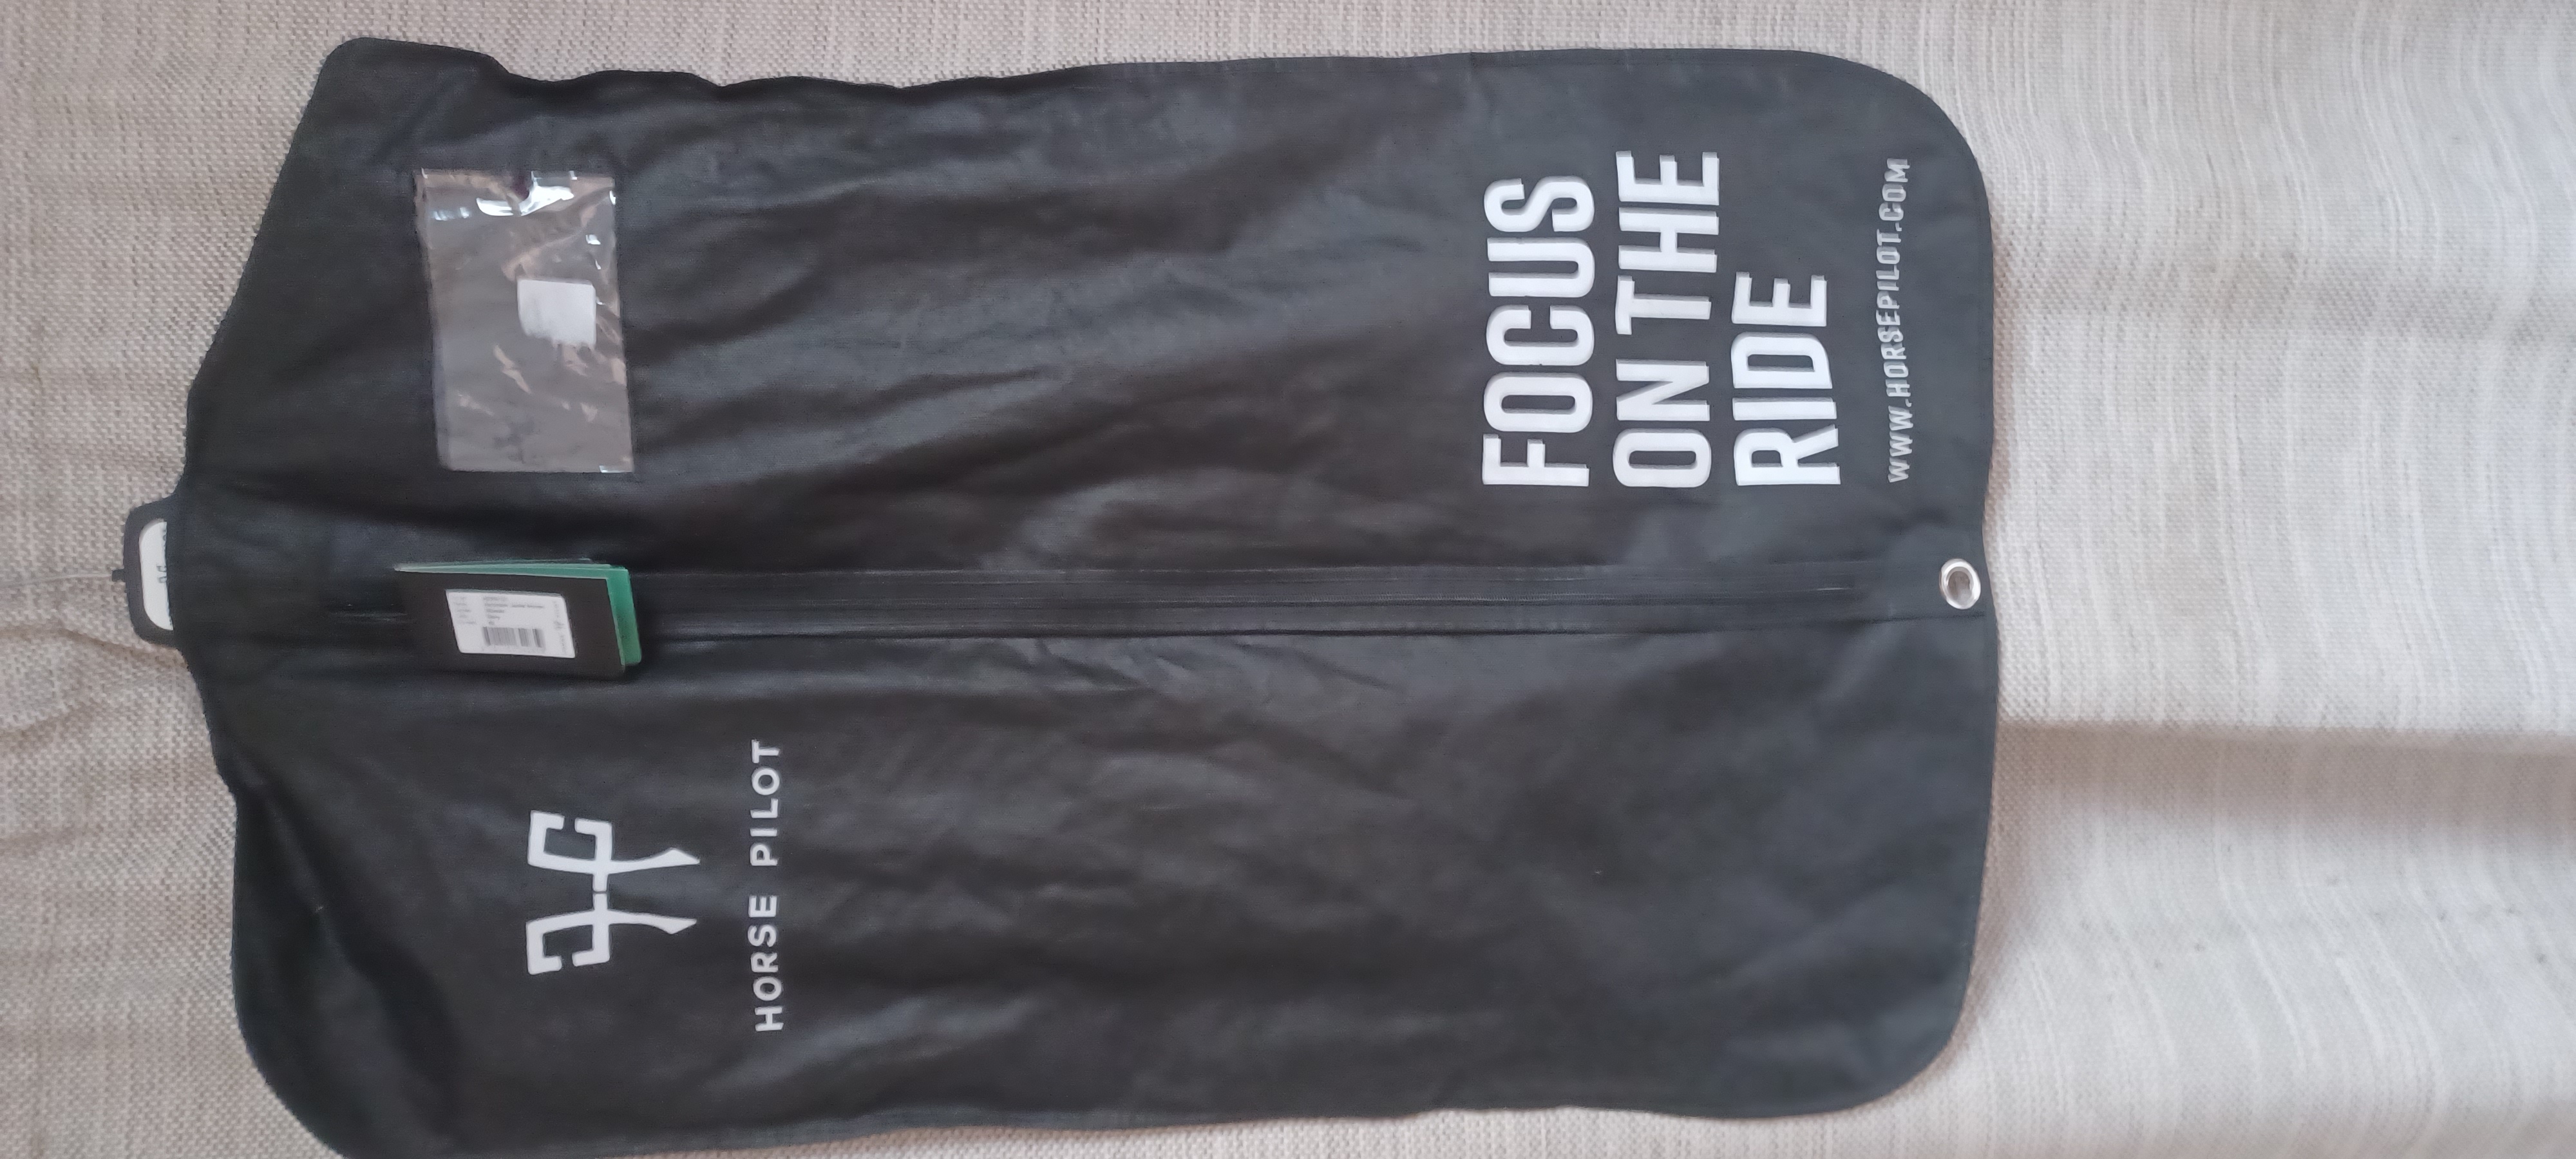 HORSE PILOT
FOCUS
ON THE
RIDE
WWW.HORSEPILOT.COM